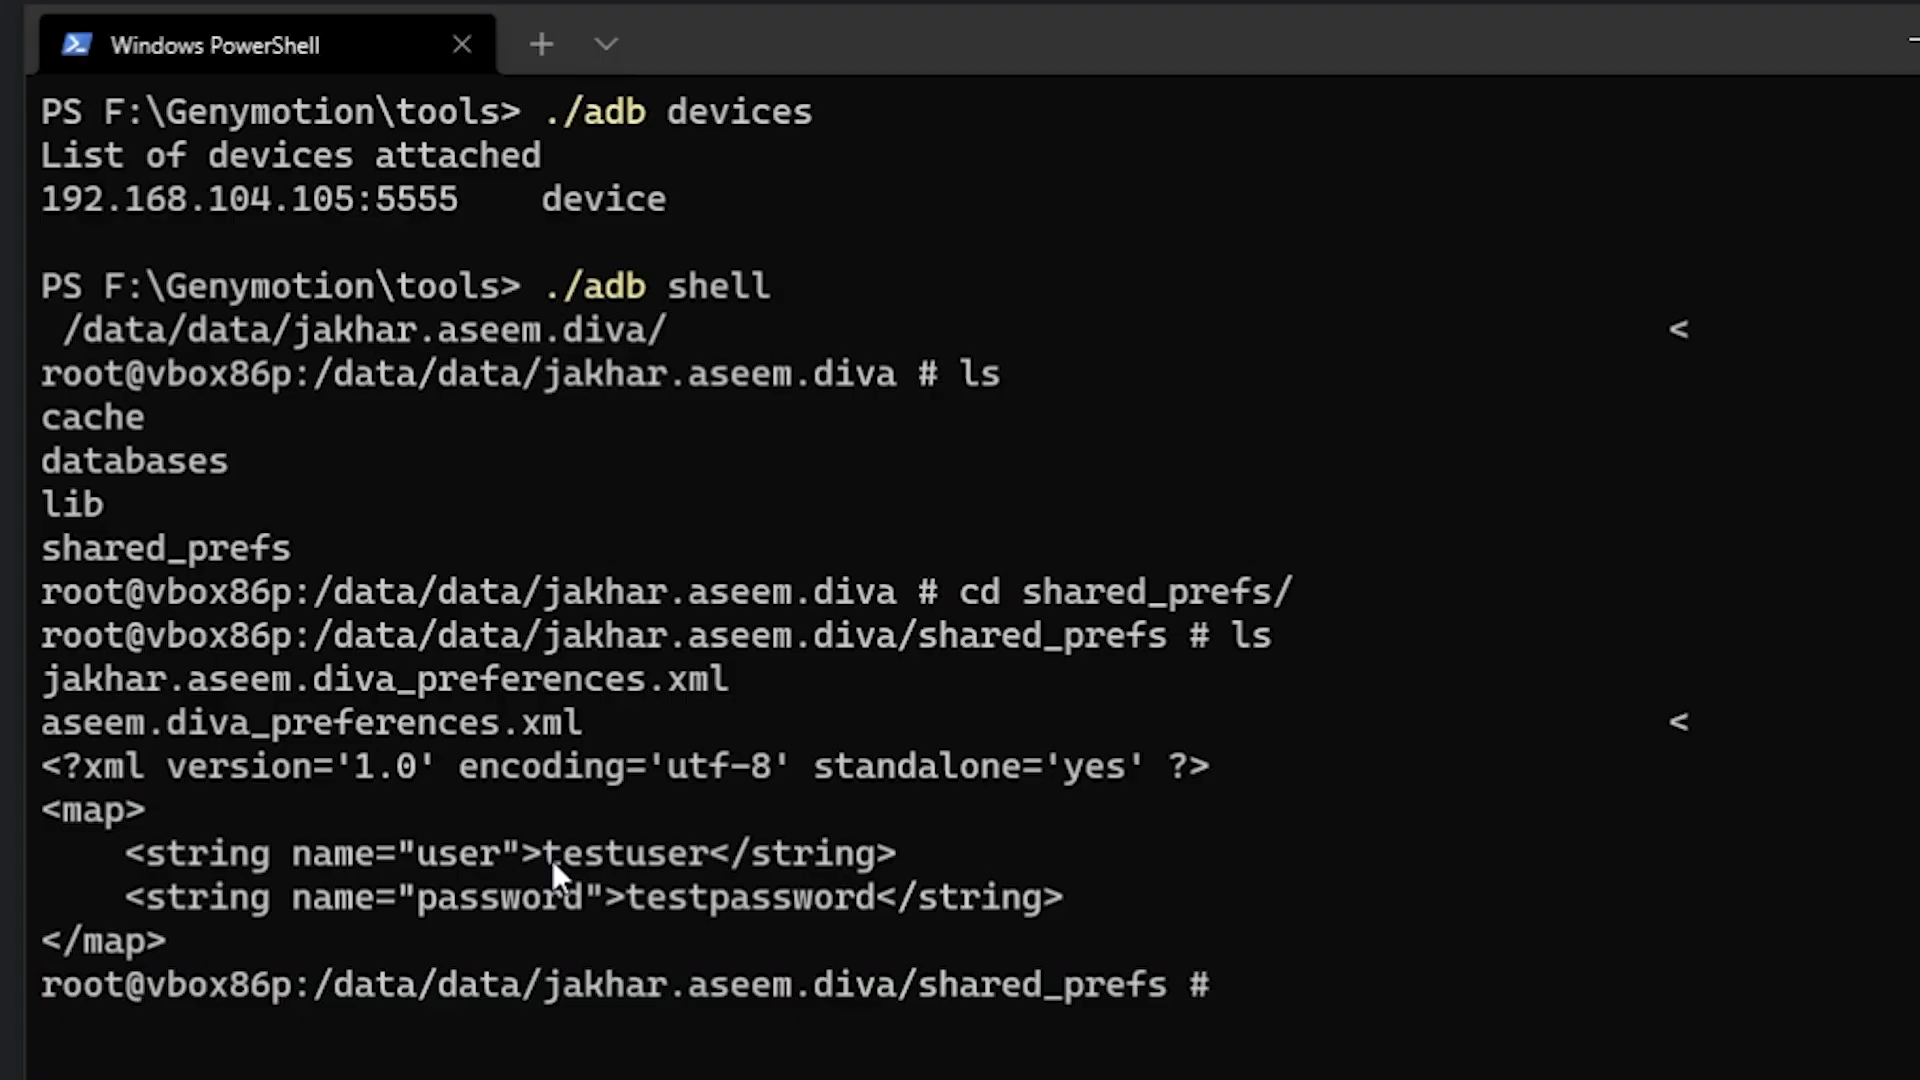 Windows PowerShell
PS F:\Genymotion\tools> ./adb devices
List of devices attached
192.168.104.105:5555    device
PS F:\Genymotion\tools> ./adb shell
 /data/data/jakhar.aseem.diva/ <
root@vbox86p:/data/data/jakhar.aseem.diva # ls
cache
databases
lib
shared_prefs
root@vbox86p:/data/data/jakhar.aseem.diva # cd shared_prefs/
root@vbox86p:/data/data/jakhar.aseem.diva/shared_prefs # ls
jakhar.aseem.diva_preferences.xml
aseem.diva_preferences.xml <
<?xml version='1.0' encoding='utf-8' standalone='yes' ?>
<map>
    <string name="user">testuser</string>
    <string name="password">testpassword</string>
</map>
root@vbox86p:/data/data/jakhar.aseem.diva/shared_prefs #